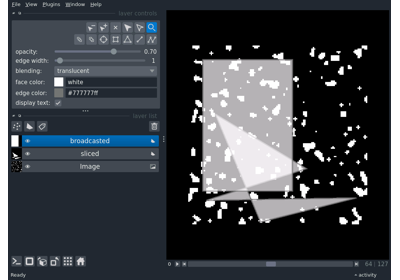 File View Plugins Window Help
layer controls
opacity: 0.70
edge width: 1
blending: translucent
face color: white
edge color: #777777ff
display text:
layer list
broadcasted
sliced
Image
64 127
Ready
activity